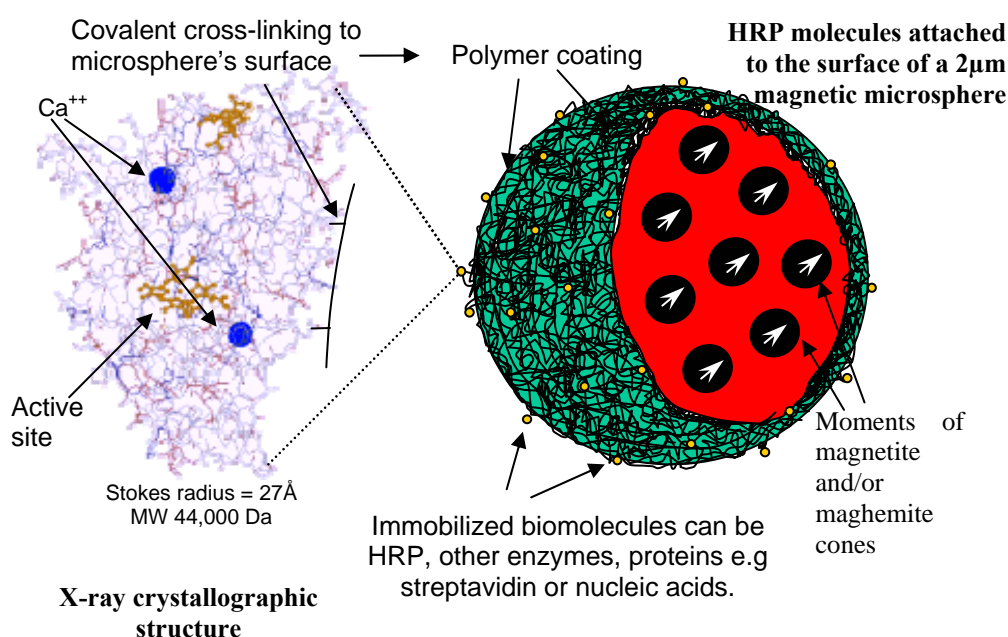 Covalent cross-linking to
microsphere's surface
Polymer coating
HRP molecules attached
to the surface of a 2µm
magnetic microsphere
Ca++
Active
site
Stokes radius = 27Å
MW 44,000 Da
X-ray crystallographic
structure
Immobilized biomolecules can be
HRP, other enzymes, proteins e.g
streptavidin or nucleic acids.
Moments of
magnetite
and/or
maghemite
cones